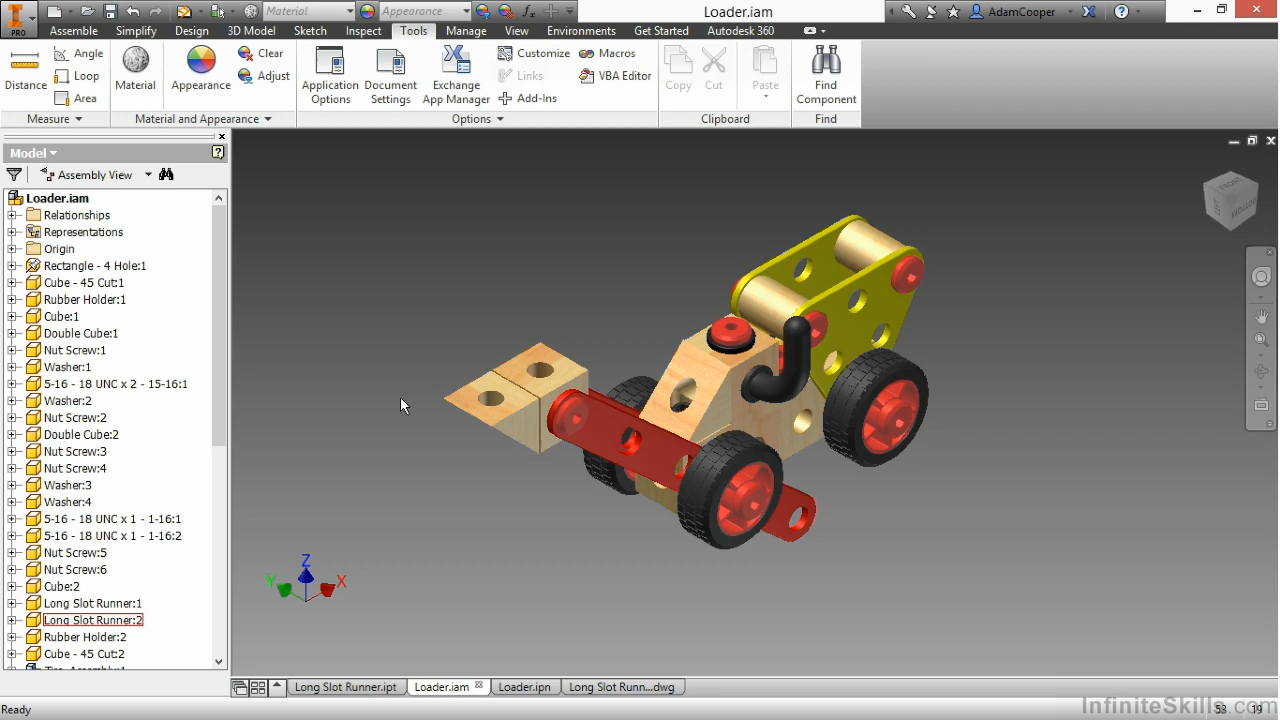 Material Appearance fx Loader.iam AdamCooper
PRO Assemble Simplify Design 3D Model Sketch Inspect Tools Manage View Environments Get Started Autodesk 360
Distance Angle Loop Area Material Appearance Clear Adjust Application Options Document Settings Exchange App Manager Customize Links Add-Ins Macros VBA Editor Copy Cut Paste Find Component
Measure Material and Appearance Options Clipboard Find
Model
Assembly View
Loader.iam
Relationships
Representations
Origin
Rectangle - 4 Hole:1
Cube - 45 Cut:1
Rubber Holder:1
Cube:1
Double Cube:1
Nut Screw:1
Washer:1
5-16 - 18 UNC x 2 - 15-16:1
Washer:2
Nut Screw:2
Double Cube:2
Nut Screw:3
Nut Screw:4
Washer:3
Washer:4
5-16 - 18 UNC x 1 - 1-16:1
5-16 - 18 UNC x 1 - 1-16:2
Nut Screw:5
Nut Screw:6
Cube:2
Long Slot Runner:1
Long Slot Runner:2
Rubber Holder:2
Cube - 45 Cut:2
FRONT
Z
Y X
Long Slot Runner.ipt Loader.iam Loader.ipn Long Slot Runn...dwg
Ready 53 19
InfiniteSkills.com